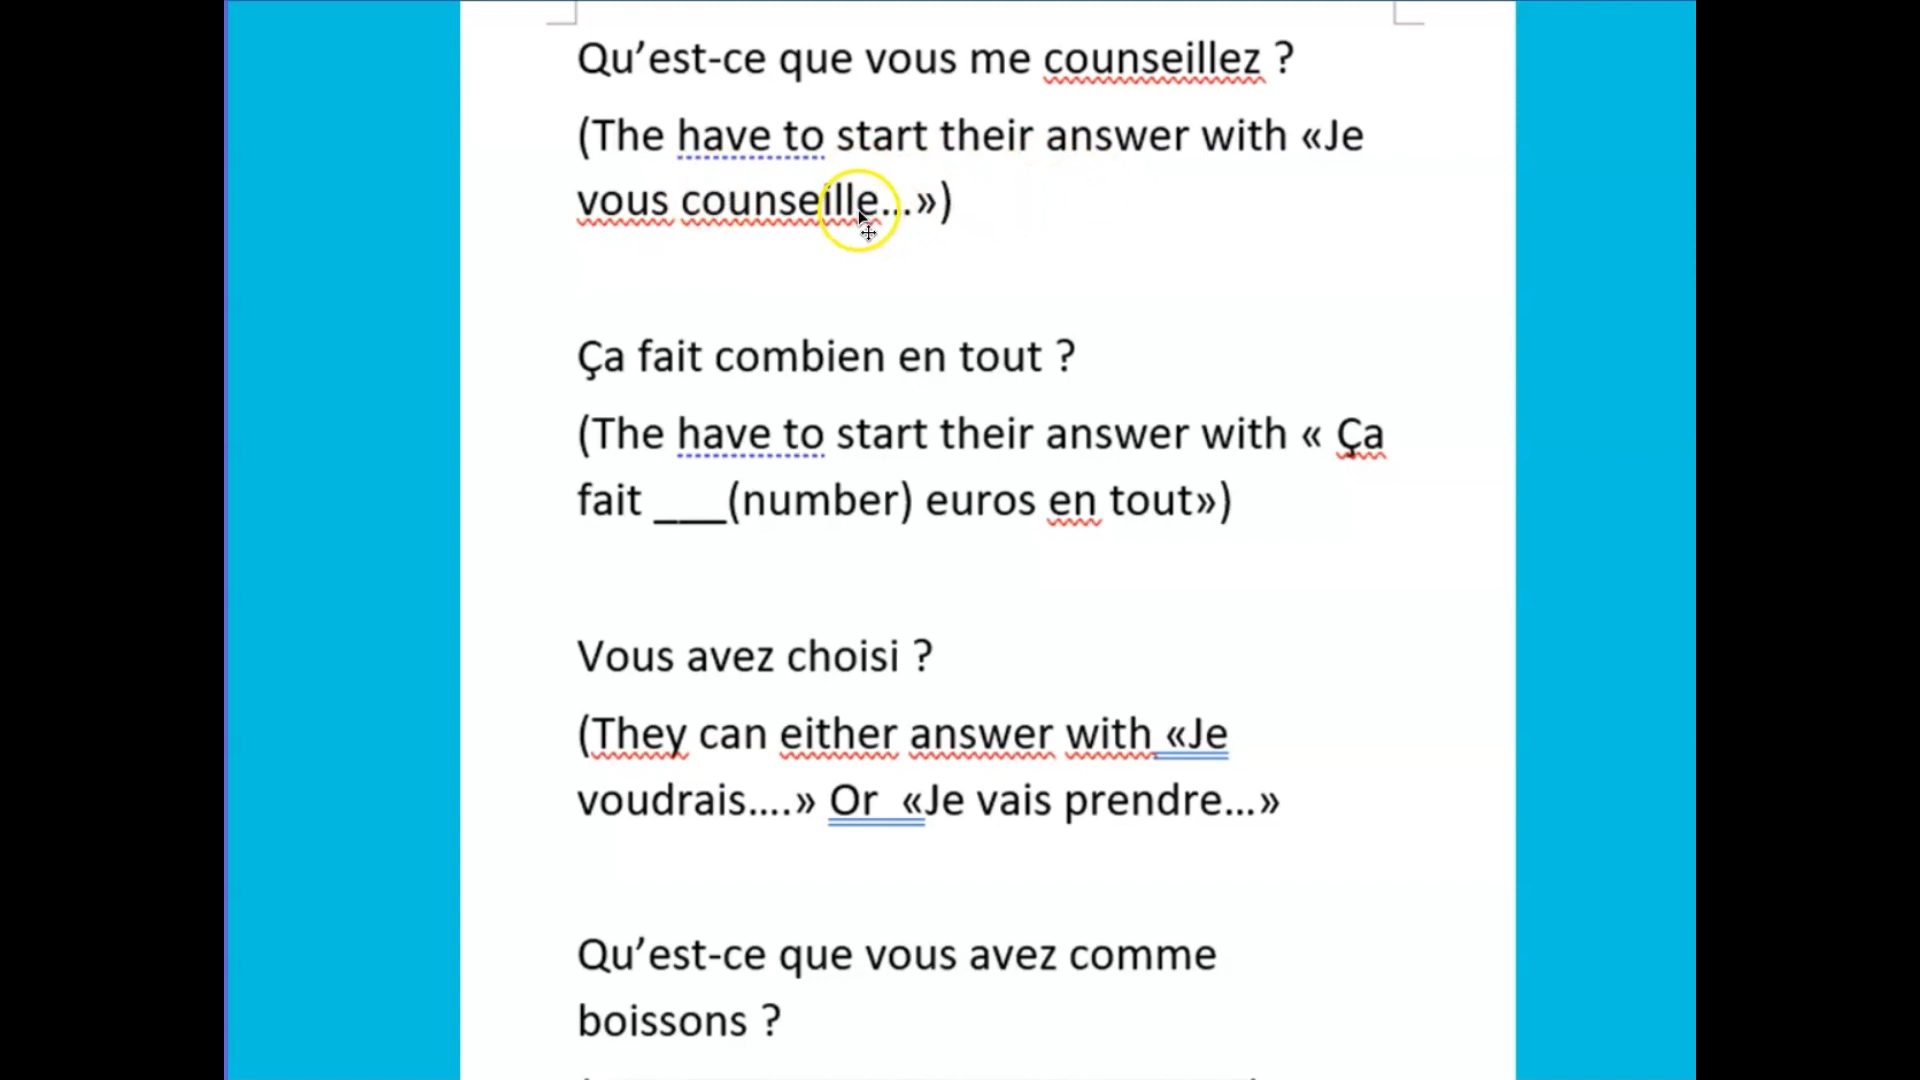 Qu’est-ce que vous me counseillez ?
(The have to start their answer with «Je
vous counseille...»)
Ça fait combien en tout ?
(The have to start their answer with « Ça
fait ___(number) euros en tout»)
Vous avez choisi ?
(They can either answer with «Je
voudrais....» Or  «Je vais prendre...»
Qu’est-ce que vous avez comme
boissons ?